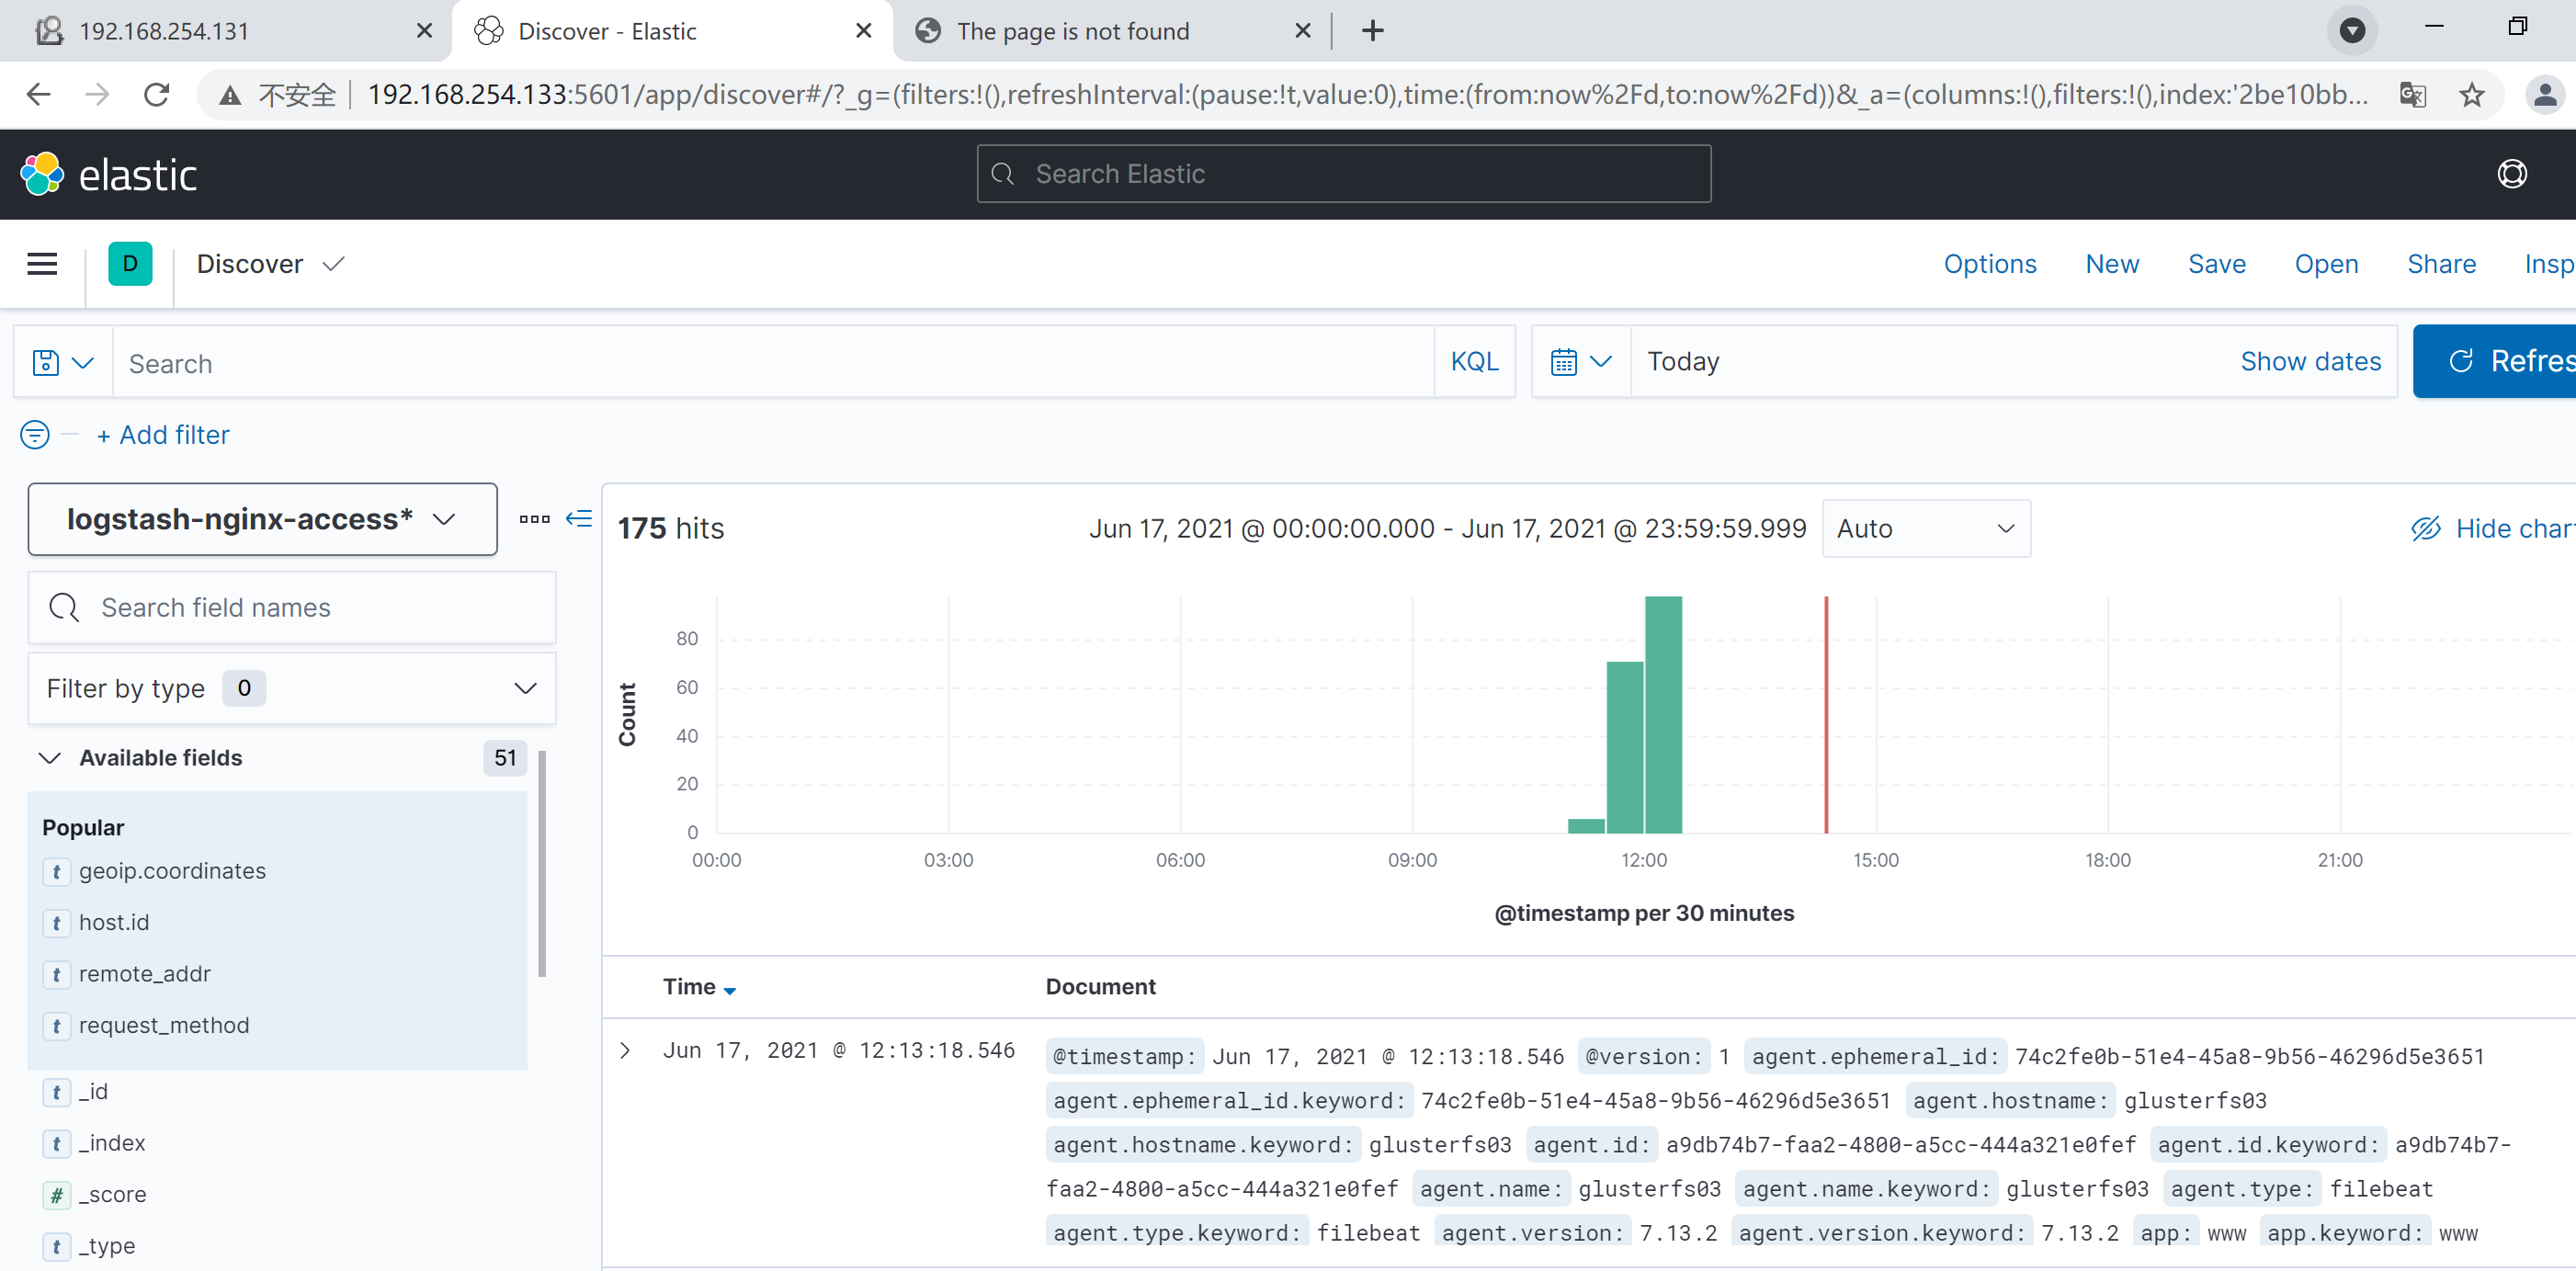 192.168.254.131
Discover - Elastic
The page is not found
不安全 192.168.254.133:5601/app/discover#/?_g=(filters:!(),refreshInterval:(pause:!t,value:0),time:(from:now%2Fd,to:now%2Fd))&_a=(columns:!(),filters:!(),index:'2be10bb...
elastic
Search Elastic
D Discover
Options New Save Open Share Insp
Search KQL
Today Show dates
Refres
+ Add filter
logstash-nginx-access*
175 hits
Jun 17, 2021 @ 00:00:00.000 - Jun 17, 2021 @ 23:59:59.999
Auto
Hide char
Search field names
Filter by type 0
Available fields 51
Popular
t geoip.coordinates
t host.id
t remote_addr
t request_method
t _id
t _index
# _score
t _type
Count
80
60
40
20
0
00:00 03:00 06:00 09:00 12:00 15:00 18:00 21:00
@timestamp per 30 minutes
Time Document
Jun 17, 2021 @ 12:13:18.546
@timestamp: Jun 17, 2021 @ 12:13:18.546 @version: 1 agent.ephemeral_id: 74c2fe0b-51e4-45a8-9b56-46296d5e3651
agent.ephemeral_id.keyword: 74c2fe0b-51e4-45a8-9b56-46296d5e3651 agent.hostname: glusterfs03
agent.hostname.keyword: glusterfs03 agent.id: a9db74b7-faa2-4800-a5cc-444a321e0fef agent.id.keyword: a9db74b7-
faa2-4800-a5cc-444a321e0fef agent.name: glusterfs03 agent.name.keyword: glusterfs03 agent.type: filebeat
agent.type.keyword: filebeat agent.version: 7.13.2 agent.version.keyword: 7.13.2 app: www app.keyword: www